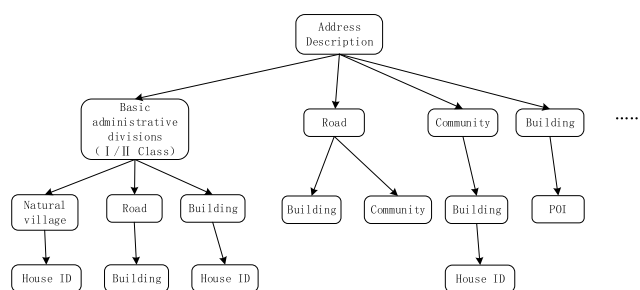 Address
Description
Basic
administrative
divisions
(Ⅰ/Ⅱ Class)
Road
Community
Building
.....
Natural
village
Road
Building
Building
Community
Building
POI
House ID
Building
House ID
House ID